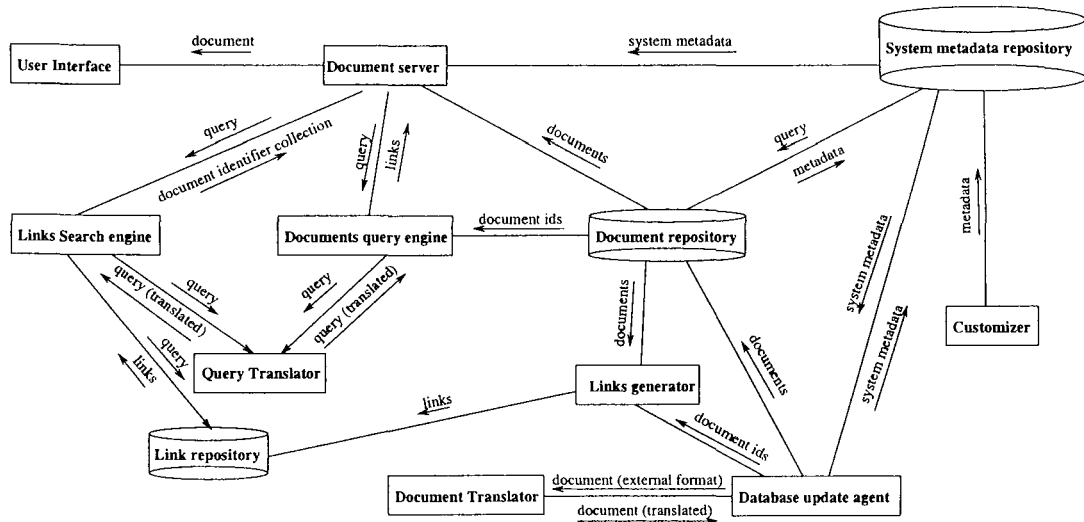 document
system metadata
System metadata repository
User Interface
Document server
query
document identifier collection
query
links
documents
query
metadata
metadata
Links Search engine
Documents query engine
document ids
Document repository
system metadata
system metadata
query
query (translated)
query
query (translated)
documents
documents
Customizer
query
links
Query Translator
Links generator
links
document ids
Link repository
document (external format)
Document Translator
Database update agent
document (translated)